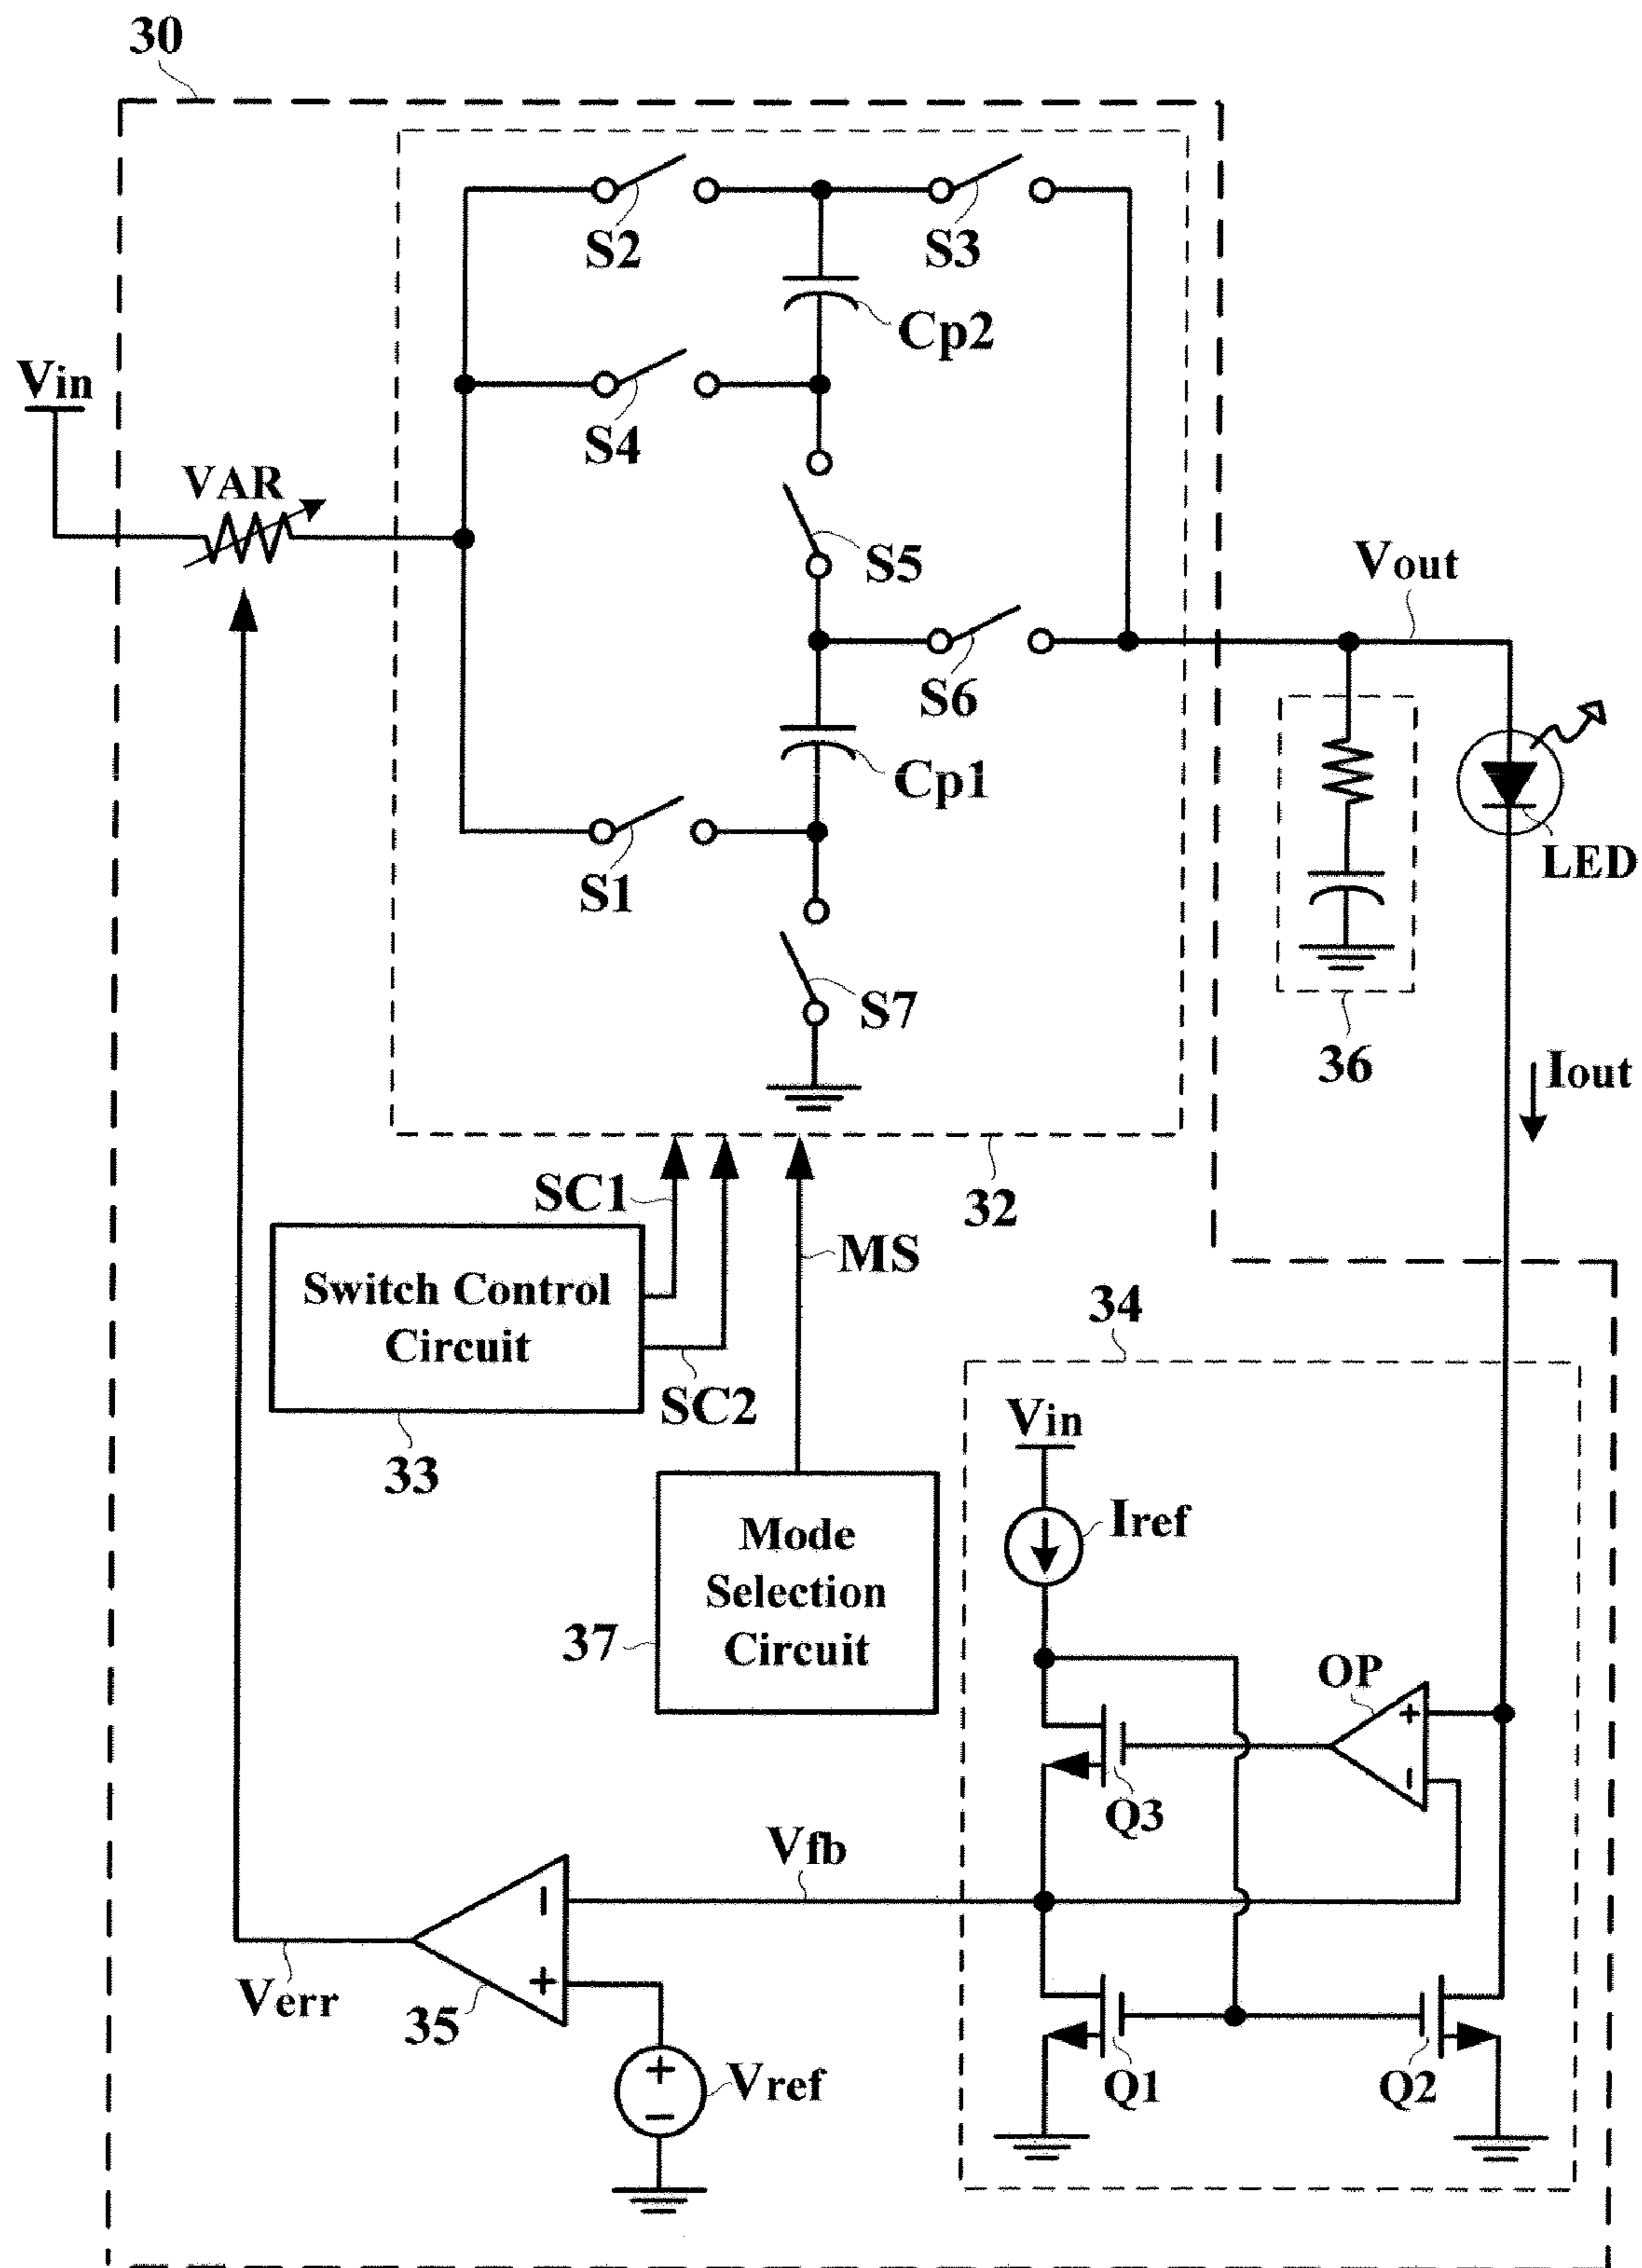 30
S2
S3
Cp2
Vin
S4
VAR
S5
Vout
S6
Cp1
LED
S1
S7
36
Iout
SC1
32
MS
Switch Control
Circuit
34
SC2
Vin
33
Iref
Mode
Selection
Circuit
37
OP
+
−
Q3
Vfb
−
+
Verr
35
Q1
Q2
+
−
Vref